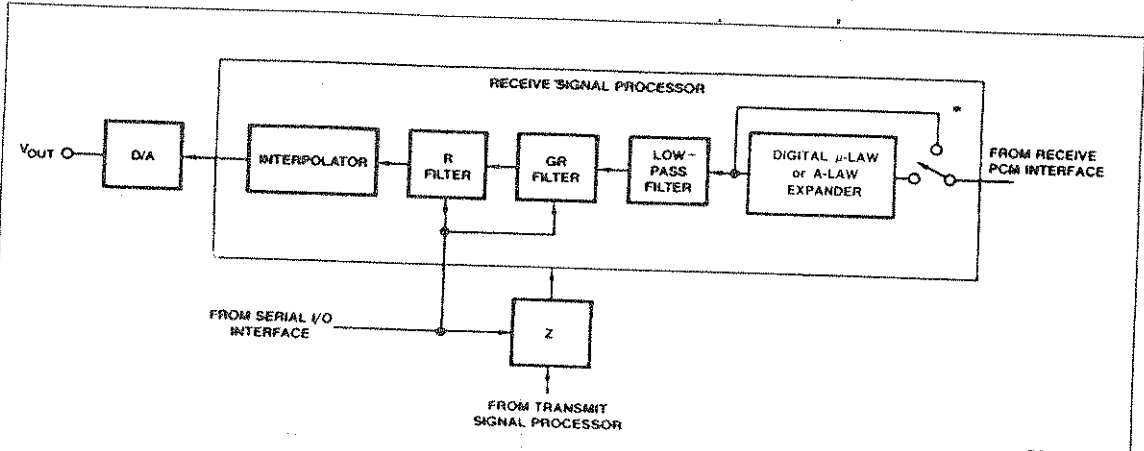 RECEIVE SIGNAL PROCESSOR
VOUT
D/A
INTERPOLATOR
R
FILTER
GR
FILTER
LOW-
PASS
FILTER
DIGITAL μ-LAW
or A-LAW
EXPANDER
*
FROM RECEIVE
PCM INTERFACE
FROM SERIAL I/O
INTERFACE
Z
FROM TRANSMIT
SIGNAL PROCESSOR